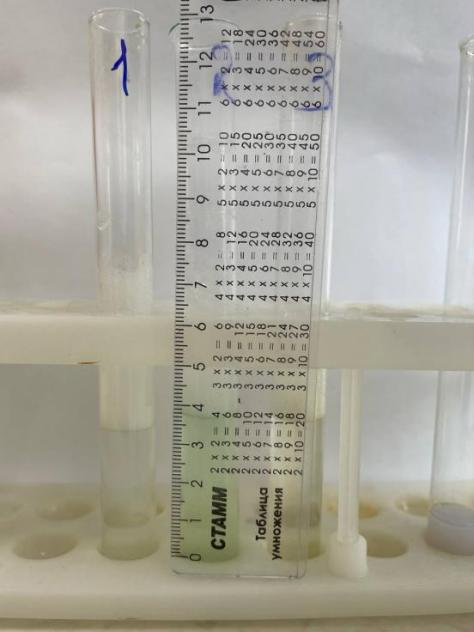 1
0 1 2 3 4 5 6 7 8 9 10 11 12 13
СТАММ
Таблица
умножения
2 x 2 = 4 3 x 2 = 6 4 x 2 = 8 5 x 2 = 10 6 x 2 = 12
2 x 3 = 6 3 x 3 = 9 4 x 3 = 12 5 x 3 = 15 6 x 3 = 18
2 x 4 = 8 3 x 4 = 12 4 x 4 = 16 5 x 4 = 20 6 x 4 = 24
2 x 5 = 10 3 x 5 = 15 4 x 5 = 20 5 x 5 = 25 6 x 5 = 30
2 x 6 = 12 3 x 6 = 18 4 x 6 = 24 5 x 6 = 30 6 x 6 = 36
2 x 7 = 14 3 x 7 = 21 4 x 7 = 28 5 x 7 = 35 6 x 7 = 42
2 x 8 = 16 3 x 8 = 24 4 x 8 = 32 5 x 8 = 40 6 x 8 = 48
2 x 9 = 18 3 x 9 = 27 4 x 9 = 36 5 x 9 = 45 6 x 9 = 54
2 x 10 = 20 3 x 10 = 30 4 x 10 = 40 5 x 10 = 50 6 x 10 = 60
2
3